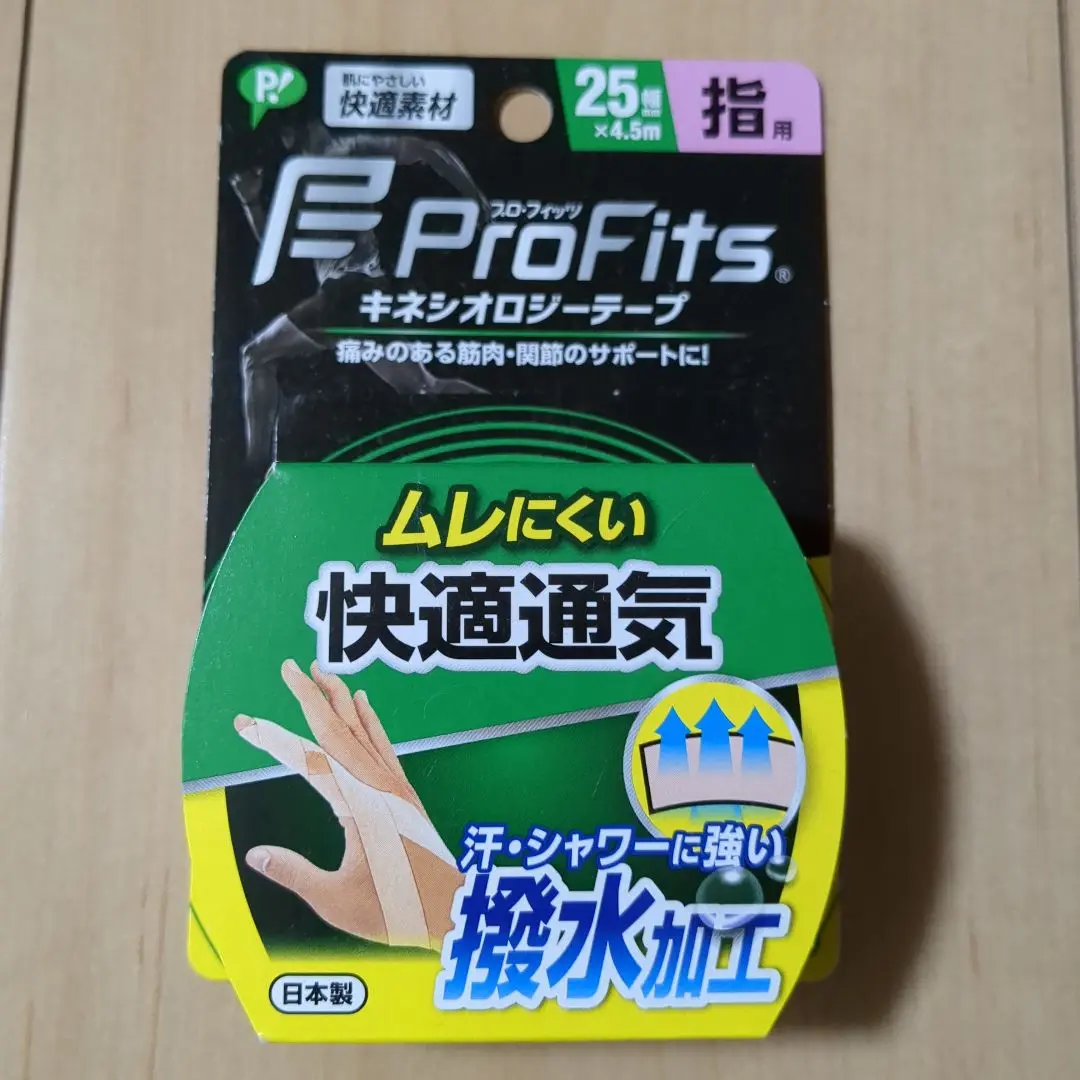 P!
肌にやさしい
快適素材
25mm幅
×4.5m
指用
プロ・フィッツ
ProFits®
キネシオロジーテープ
痛みのある筋肉・関節のサポートに!
ムレにくい
快適通気
汗・シャワーに強い
撥水加工
日本製